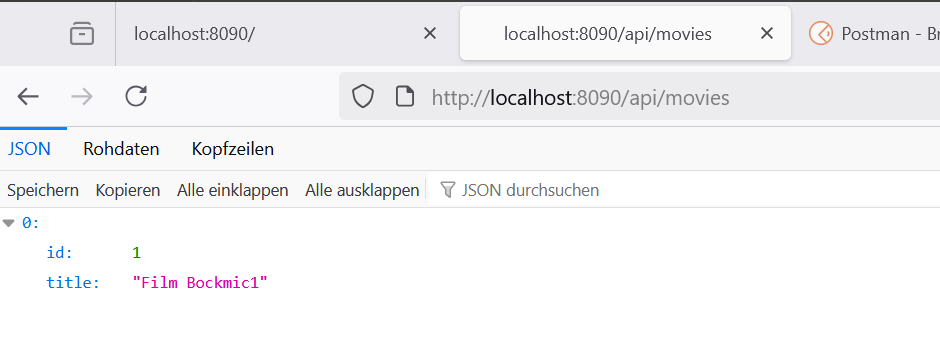 localhost:8090/ localhost:8090/api/movies Postman - Br
http://localhost:8090/api/movies
JSON Rohdaten Kopfzeilen
Speichern Kopieren Alle einklappen Alle ausklappen JSON durchsuchen
0:
id: 1
title: "Film Bockmic1"